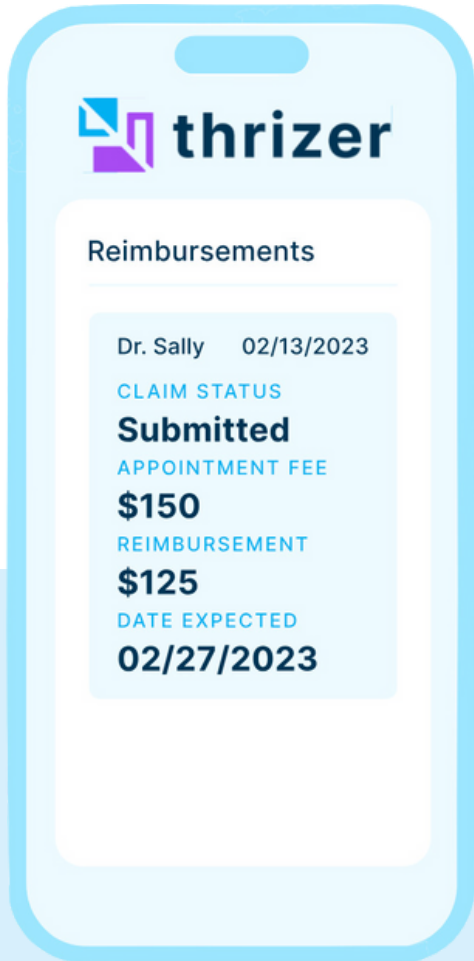 thrizer
Reimbursements
Dr. Sally 02/13/2023
CLAIM STATUS
Submitted
APPOINTMENT FEE
$150
REIMBURSEMENT
$125
DATE EXPECTED
02/27/2023